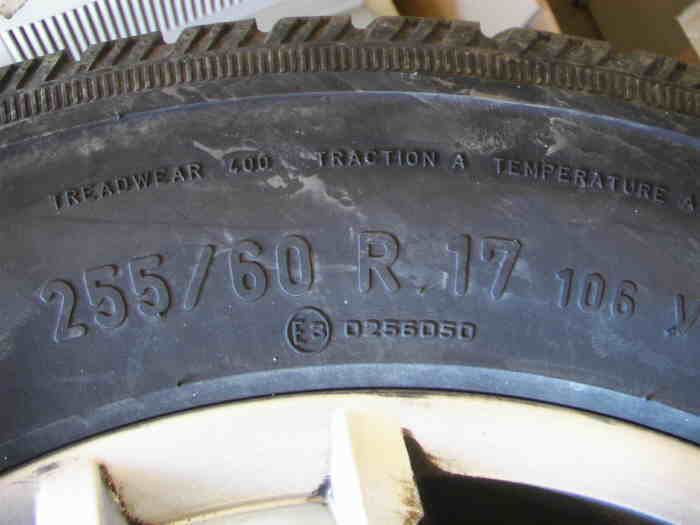 TREADWEAR 400 TRACTION A TEMPERATURE A
255/60 R 17 106 V
E3 0256050